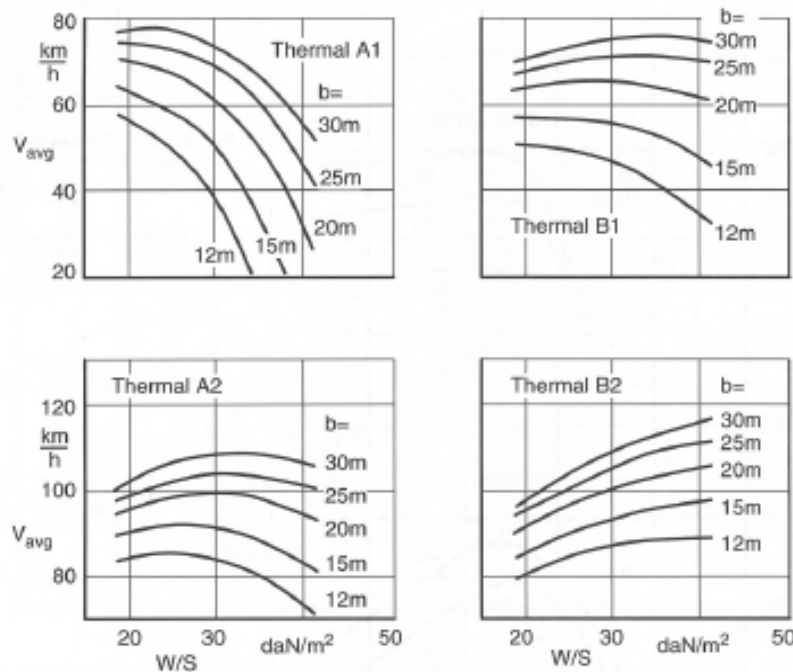 80
km
h
60
Vavg
40
20
Thermal A1
b=
30m
25m
20m
15m
12m
Thermal B1
b=
30m
25m
20m
15m
12m
120
km
h
100
Vavg
80
Thermal A2
b=
30m
25m
20m
15m
12m
20 30 daN/m² 50
W/S
Thermal B2
b=
30m
25m
20m
15m
12m
20 30 daN/m² 50
W/S